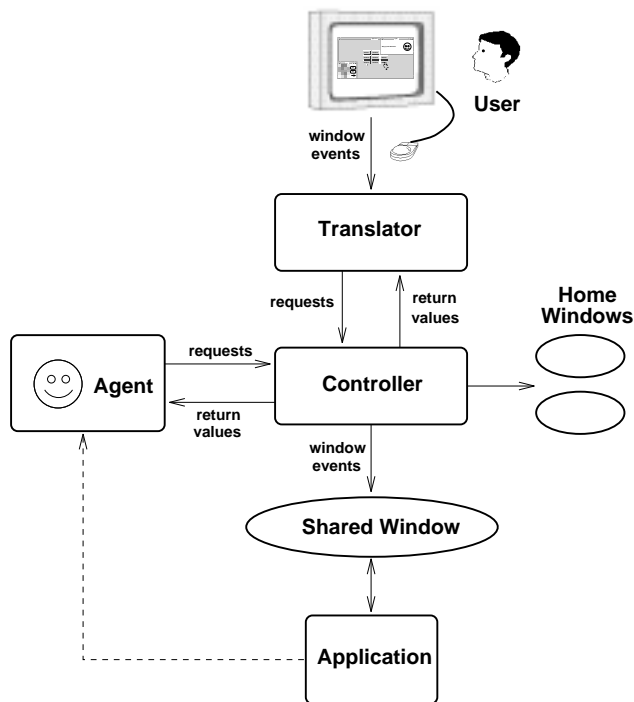 User
window
events
Translator
requests
return
values
Home
Windows
requests
Agent
Controller
return
values
window
events
Shared Window
Application